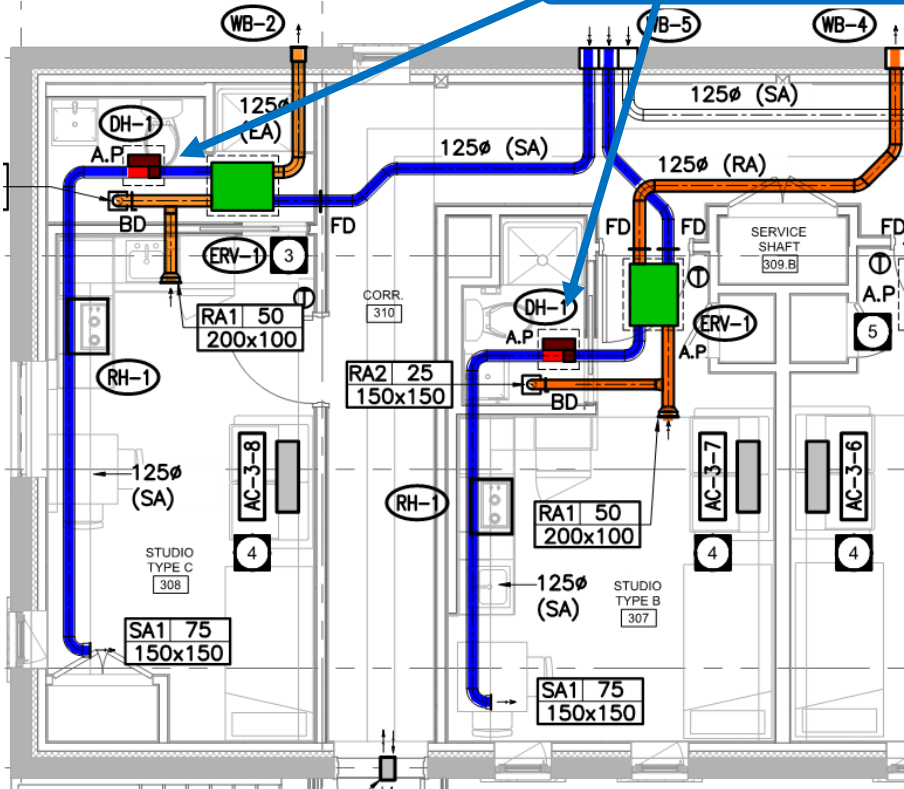 WB-2
WB-5
WB-4
125ø
(EA)
125ø (SA)
DH-1
A.P
125ø (SA)
125ø (RA)
BD
FD
FD
FD
FD
SERVICE
SHAFT
309.B
ERV-1
3
T
T
T
A.P
CORR.
310
DH-1
RA1 50
200x100
A.P
ERV-1
5
A.P
RA2 25
150x150
RH-1
BD
AC-3-8
AC-3-7
AC-3-6
125ø
(SA)
RH-1
RA1 50
200x100
4
4
4
STUDIO
TYPE C
308
125ø
(SA)
STUDIO
TYPE B
307
SA1 75
150x150
SA1 75
150x150